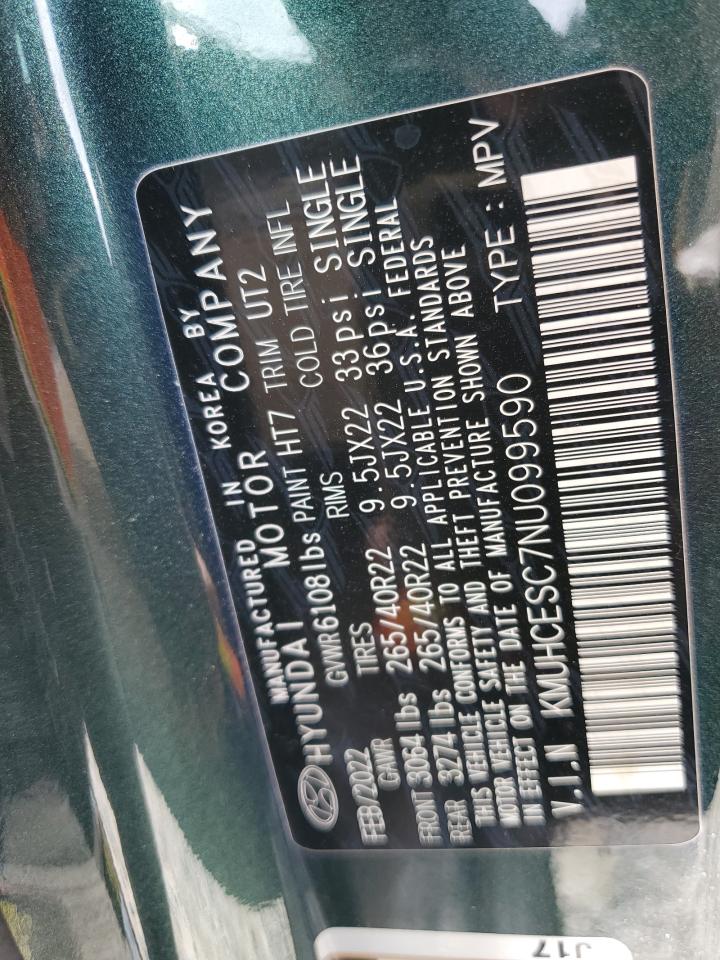 MANUFACTURED IN KOREA BY
HYUNDAI MOTOR COMPANY
GVWR6108lbs PAINT HT7 TRIM UT2
FEB/2022 TIRES RIMS COLD TIRE INFL
GAWR
FRONT 3064 lbs 265/40R22 9.5JX22 33psi SINGLE
REAR 3274 lbs 265/40R22 9.5JX22 36psi SINGLE
THIS VEHICLE CONFORMS TO ALL APPLICABLE U.S.A. FEDERAL
MOTOR VEHICLE SAFETY AND THEFT PREVENTION STANDARDS
IN EFFECT ON THE DATE OF MANUFACTURE SHOWN ABOVE
V.I.N KMUHCESC7NU099590 TYPE : MPV
J17